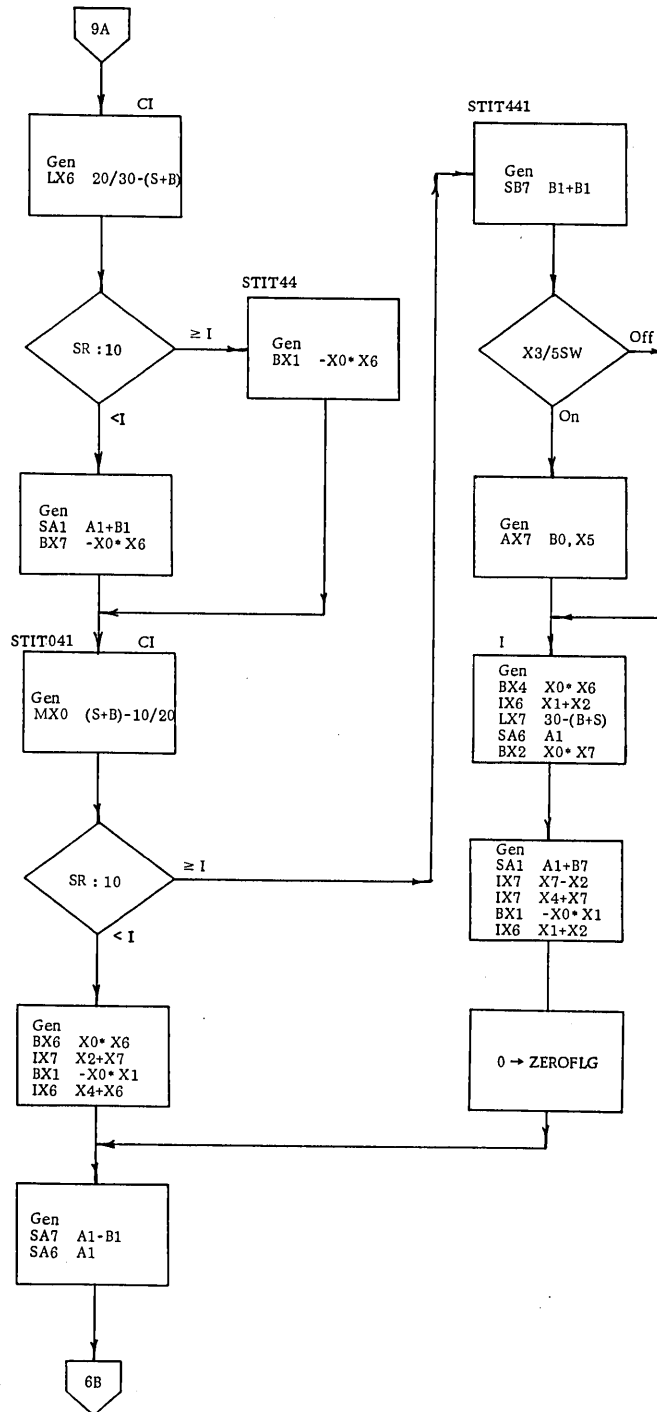 9A
CI
Gen
LX6 20/30-(S+B)
SR : 10
≥ I
<I
STIT44
Gen
BX1 -X0* X6
Gen
SA1 A1+B1
BX7 -X0* X6
STIT041 CI
Gen
MX0 (S+B)-10/20
SR : 10
≥ I
< I
Gen
BX6 X0* X6
IX7 X2+X7
BX1 -X0* X1
IX6 X4+X6
Gen
SA7 A1-B1
SA6 A1
6B
STIT441
Gen
SB7 B1+B1
X3/5SW
Off
On
Gen
AX7 B0, X5
I
Gen
BX4 X0* X6
IX6 X1+X2
LX7 30-(B+S)
SA6 A1
BX2 X0* X7
Gen
SA1 A1+B7
IX7 X7-X2
IX7 X4+X7
BX1 -X0* X1
IX6 X1+X2
0 → ZEROFLG